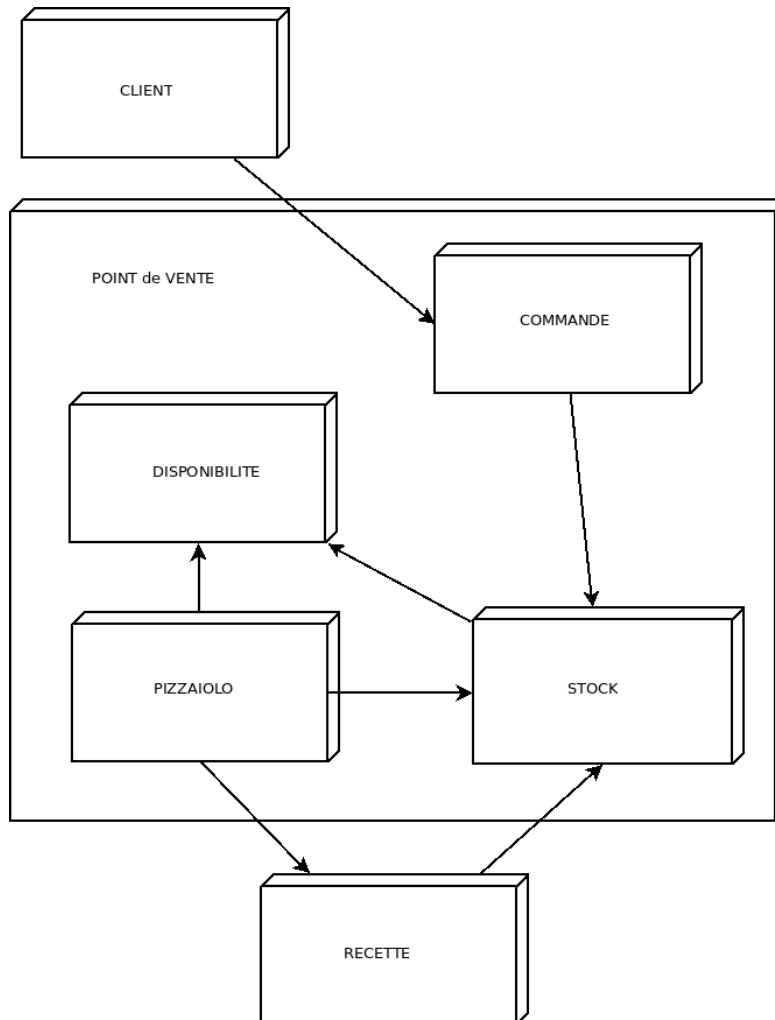 CLIENT
POINT de VENTE
COMMANDE
DISPONIBILITE
PIZZAIOLO
STOCK
RECETTE